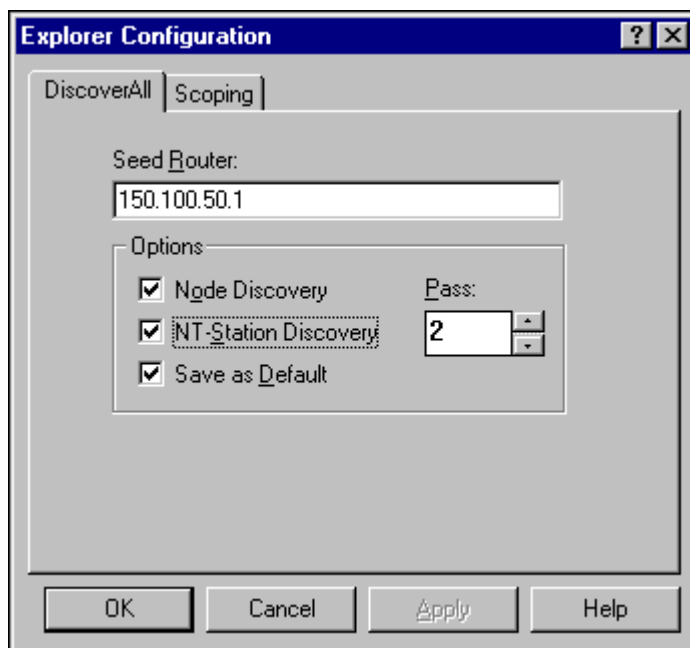 Explorer Configuration
DiscoverAll Scoping
Seed Router:
150.100.50.1
Options
Node Discovery Pass:
NT-Station Discovery 2
Save as Default
OK Cancel Apply Help